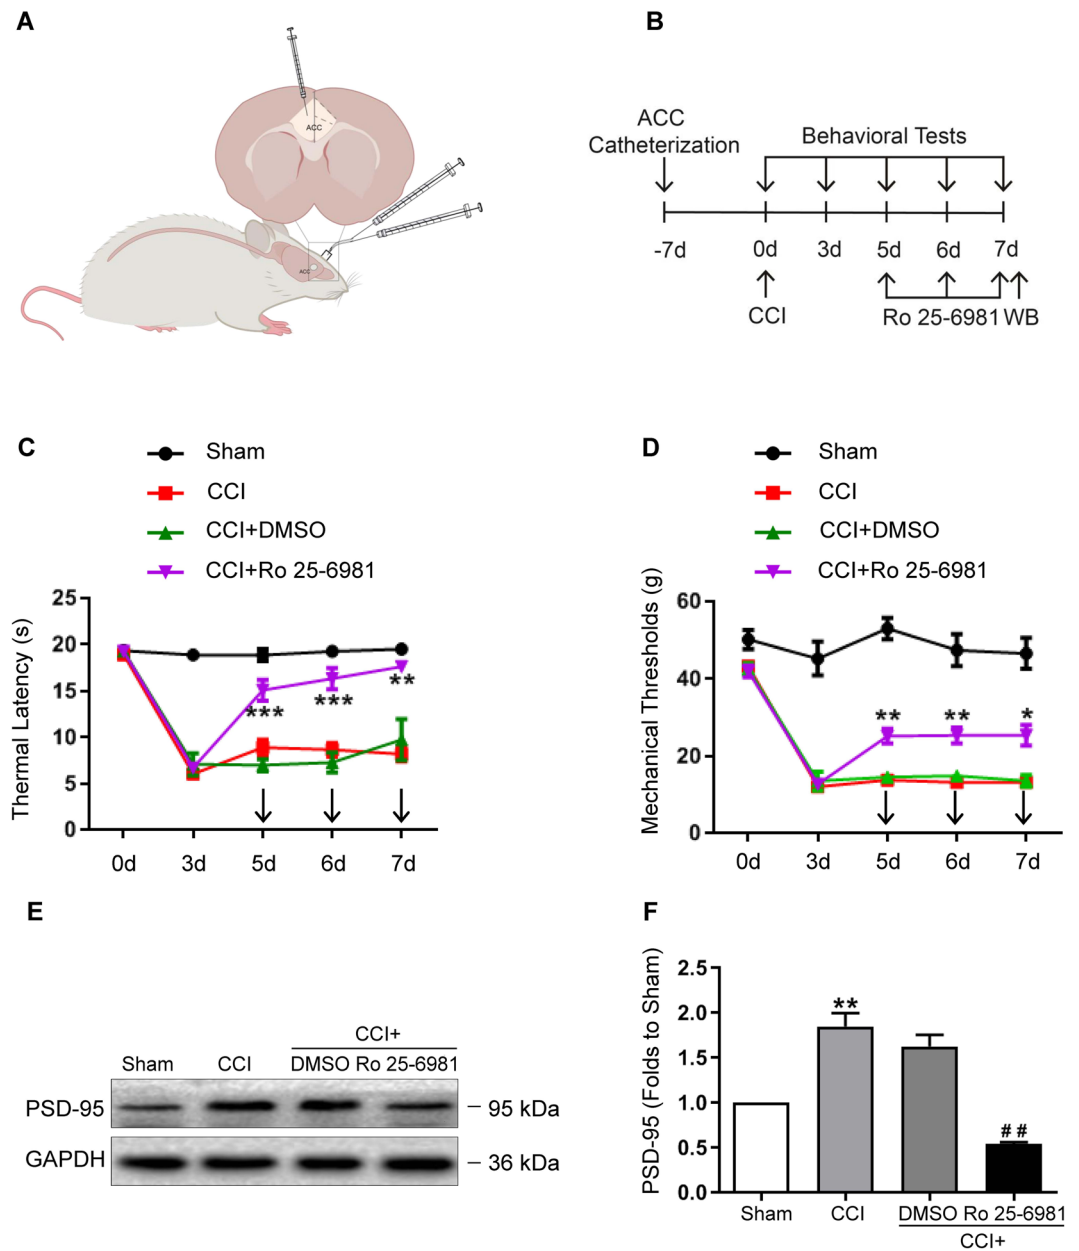 A
ACC
ACC
B
ACC
Catheterization
Behavioral Tests
-7d 0d 3d 5d 6d 7d
CCI
Ro 25-6981 WB
C
Sham
CCI
CCI+DMSO
CCI+Ro 25-6981
Thermal Latency (s)
25
20
15
10
5
0
***
***
**
0d 3d 5d 6d 7d
D
Sham
CCI
CCI+DMSO
CCI+Ro 25-6981
Mechanical Thresholds (g)
60
40
20
0
** ** *
0d 3d 5d 6d 7d
E
CCI+
Sham CCI DMSO Ro 25-6981
PSD-95 – 95 kDa
GAPDH – 36 kDa
F
PSD-95 (Folds to Sham)
2.5
2.0
1.5
1.0
0.5
0.0
**
##
Sham CCI DMSO Ro 25-6981
CCI+